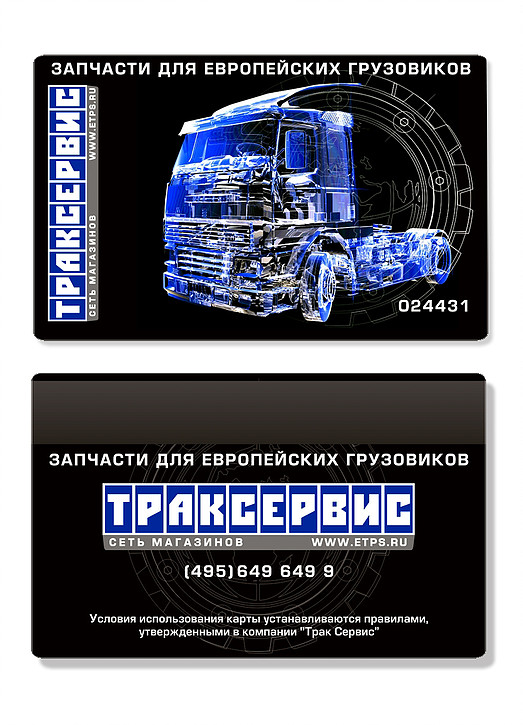 ЗАПЧАСТИ ДЛЯ ЕВРОПЕЙСКИХ ГРУЗОВИКОВ
ТРАКСЕРВИС
СЕТЬ МАГАЗИНОВ WWW.ETPS.RU
024431
ЗАПЧАСТИ ДЛЯ ЕВРОПЕЙСКИХ ГРУЗОВИКОВ
ТРАКСЕРВИС
СЕТЬ МАГАЗИНОВ WWW.ETPS.RU
(495)649 649 9
Условия использования карты устанавливаются правилами,
утвержденными в компании "Трак Сервис"